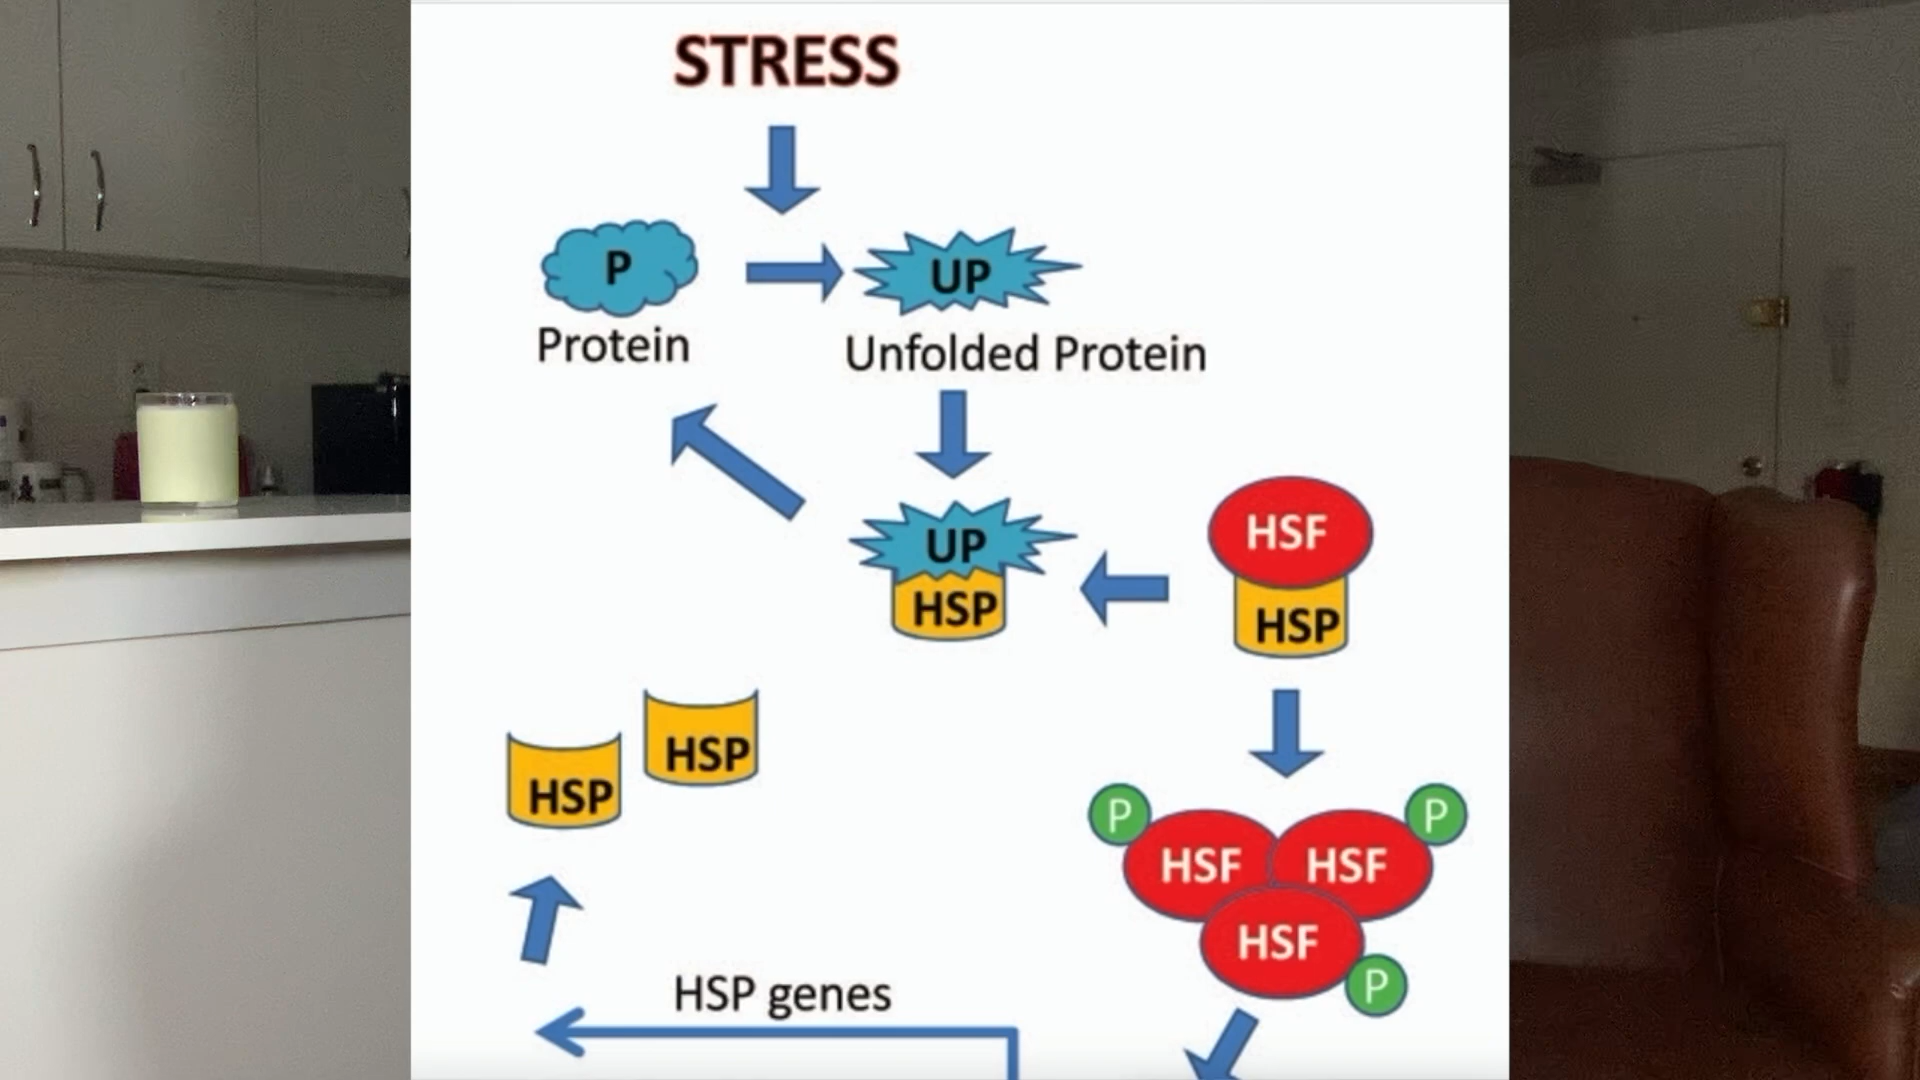 STRESS
P
UP
Protein
Unfolded Protein
UP
HSP
HSF
HSP
HSP
HSP
P
P
HSF
HSF
HSF
P
HSP genes